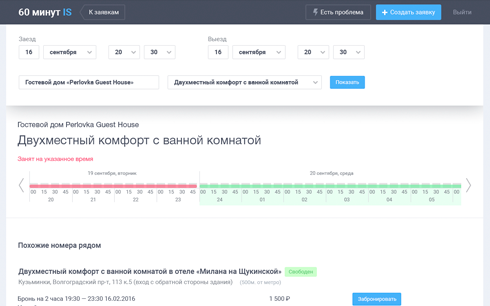 60 минут IS
К заявкам
Есть проблема
Создать заявку
Выйти
Заезд
Выезд
16 сентября 20 30
16 сентября 20 30
Гостевой дом «Perlovka Guest House»
Двухместный комфорт с ванной комнатой
Показать
Гостевой дом «Perlovka Guest House
Двухместный комфорт с ванной комнатой
Занят на указанное время
19 сентября, вторник
20 сентября, среда
00 15 30 45 00 15 30 45 00 15 30 45 00 15 30 45 00 15 30 45 00 15 30 45 00 15 30 45 00 15 30 45 00 15 30 45 00 15 30 45 00
20 21 22 23 24 01 02 03 04 05
Похожие номера рядом
Двухместный комфорт с ванной комнатой в отеле «Милана на Щукинской»
Свободен
Кузьминки, Волгоградский пр-т, 113 к.5 (вход с обратной стороны здания)
(500м. от метро)
Бронь на 2 часа 19:30 — 23:30 16.02.2016
1 500 ₽
Забронировать